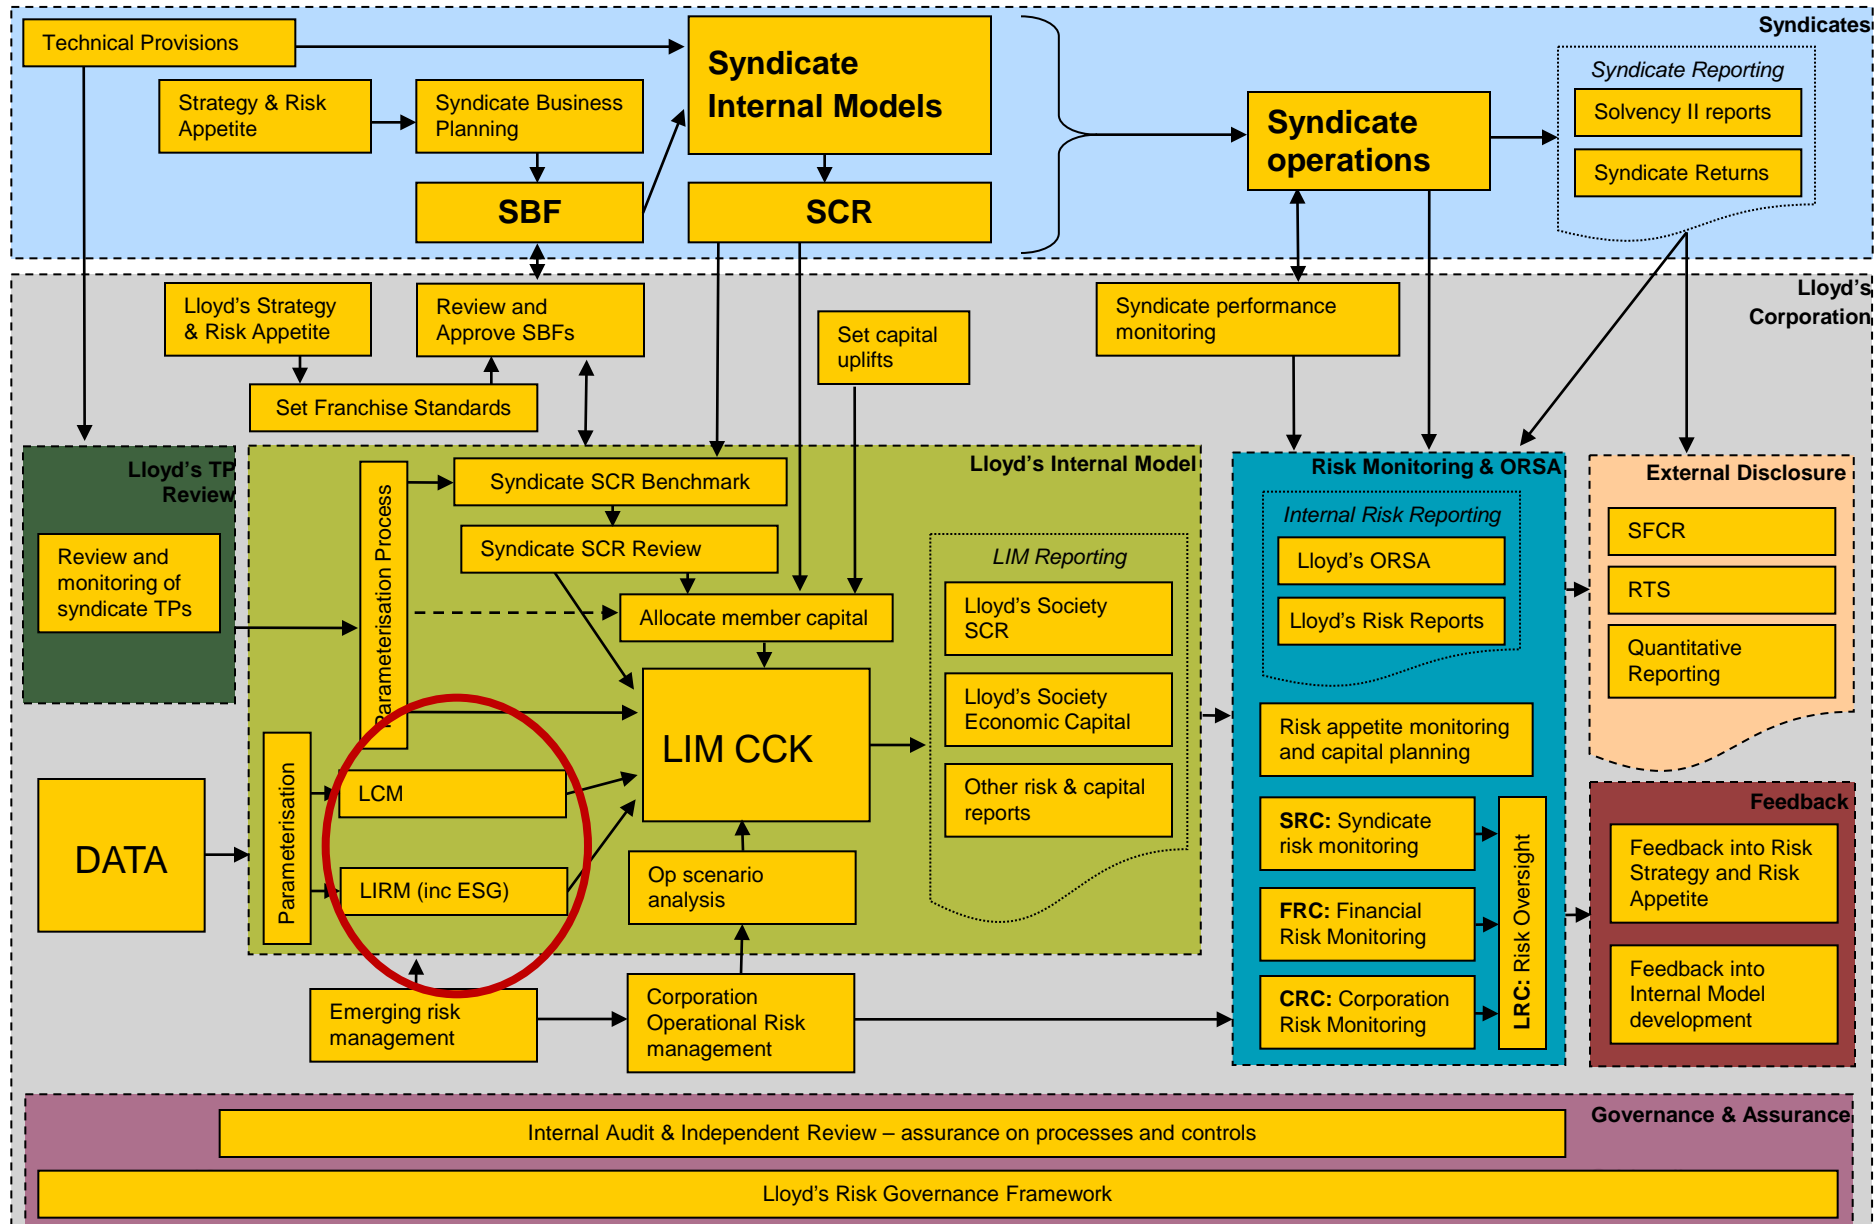 Syndicates
Technical Provisions
Strategy & Risk
Appetite
Syndicate Business
Planning
SBF
Syndicate
Internal Models
SCR
Syndicate
operations
Syndicate Reporting
Solvency II reports
Syndicate Returns
Lloyd's
Corporation
Lloyd's Strategy
& Risk Appetite
Review and
Approve SBFs
Set Franchise Standards
Set capital
uplifts
Syndicate performance
monitoring
Lloyd's TP
Review
Review and
monitoring of
syndicate TPs
DATA
Lloyd's Internal Model
Parameterisation Process
Syndicate SCR Benchmark
Syndicate SCR Review
Allocate member capital
Parameterisation
LCM
LIRM (inc ESG)
LIM CCK
Op scenario
analysis
LIM Reporting
Lloyd's Society
SCR
Lloyd's Society
Economic Capital
Other risk & capital
reports
Emerging risk
management
Corporation
Operational Risk
management
Risk Monitoring & ORSA
Internal Risk Reporting
Lloyd's ORSA
Lloyd's Risk Reports
Risk appetite monitoring
and capital planning
SRC: Syndicate
risk monitoring
FRC: Financial
Risk Monitoring
CRC: Corporation
Risk Monitoring
LRC: Risk Oversight
External Disclosure
SFCR
RTS
Quantitative
Reporting
Feedback
Feedback into Risk
Strategy and Risk
Appetite
Feedback into
Internal Model
development
Governance & Assurance
Internal Audit & Independent Review – assurance on processes and controls
Lloyd's Risk Governance Framework